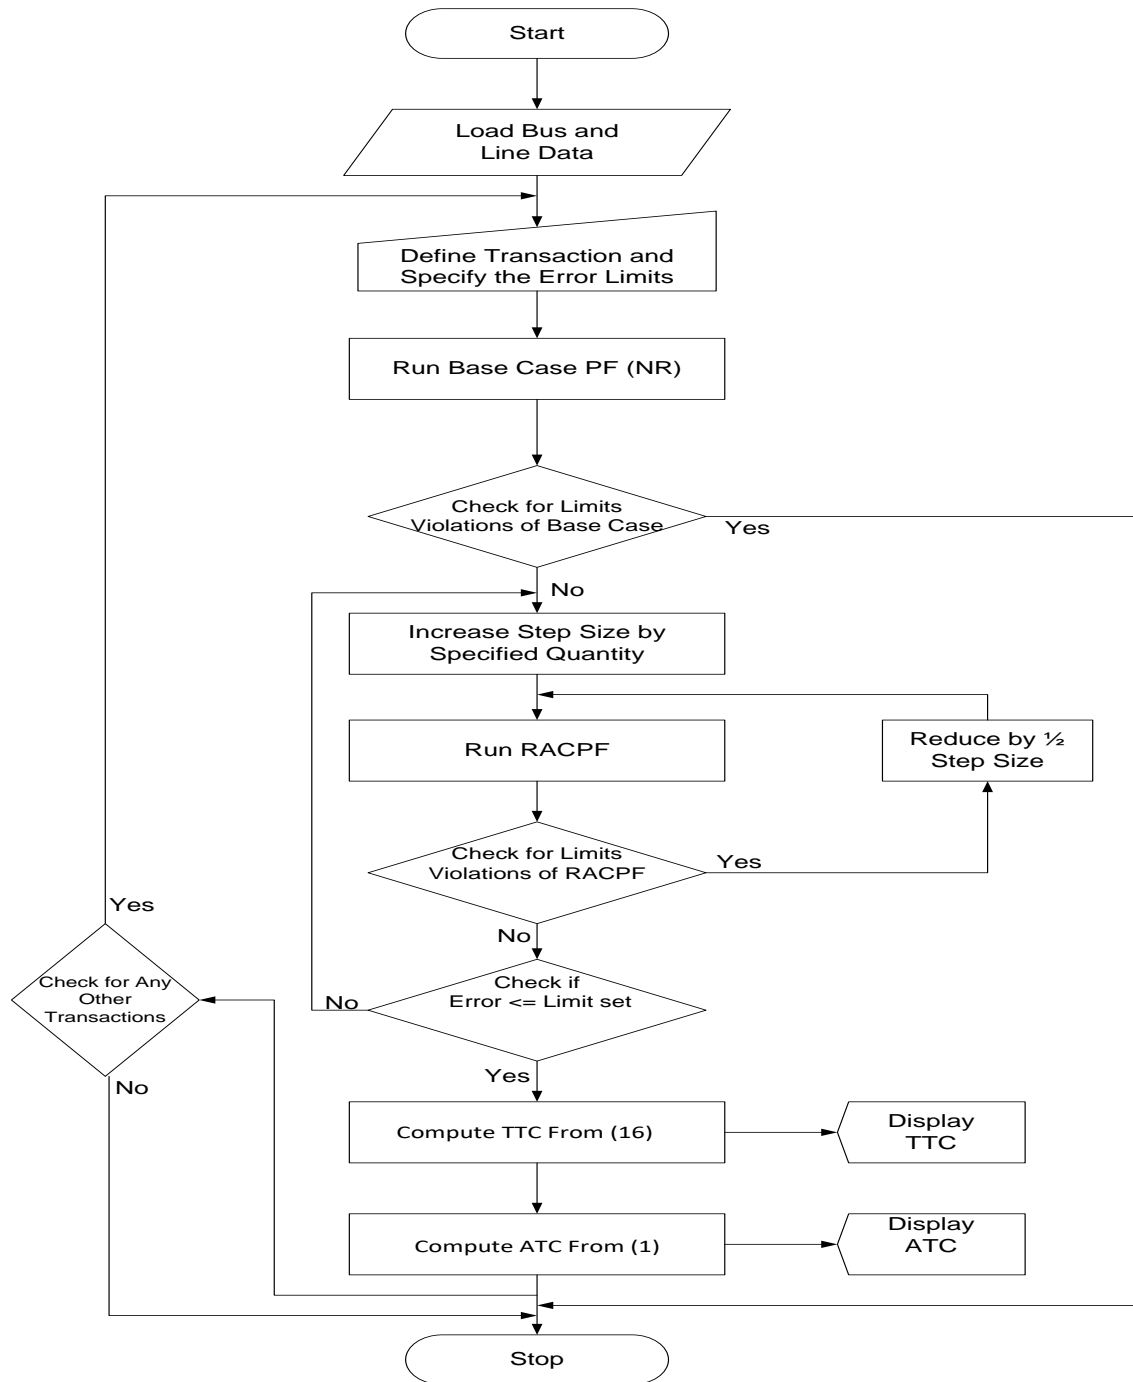 Start
Load Bus and
Line Data
Define Transaction and
Specify the Error Limits
Run Base Case PF (NR)
Check for Limits
Violations of Base Case
Yes
No
Increase Step Size by
Specified Quantity
Run RACPF
Reduce by ½
Step Size
Check for Limits
Violations of RACPF
Yes
No
Check if
Error <= Limit set
No
Yes
Yes
Check for Any
Other
Transactions
No
Compute TTC From (16)
Display
TTC
Compute ATC From (1)
Display
ATC
Stop